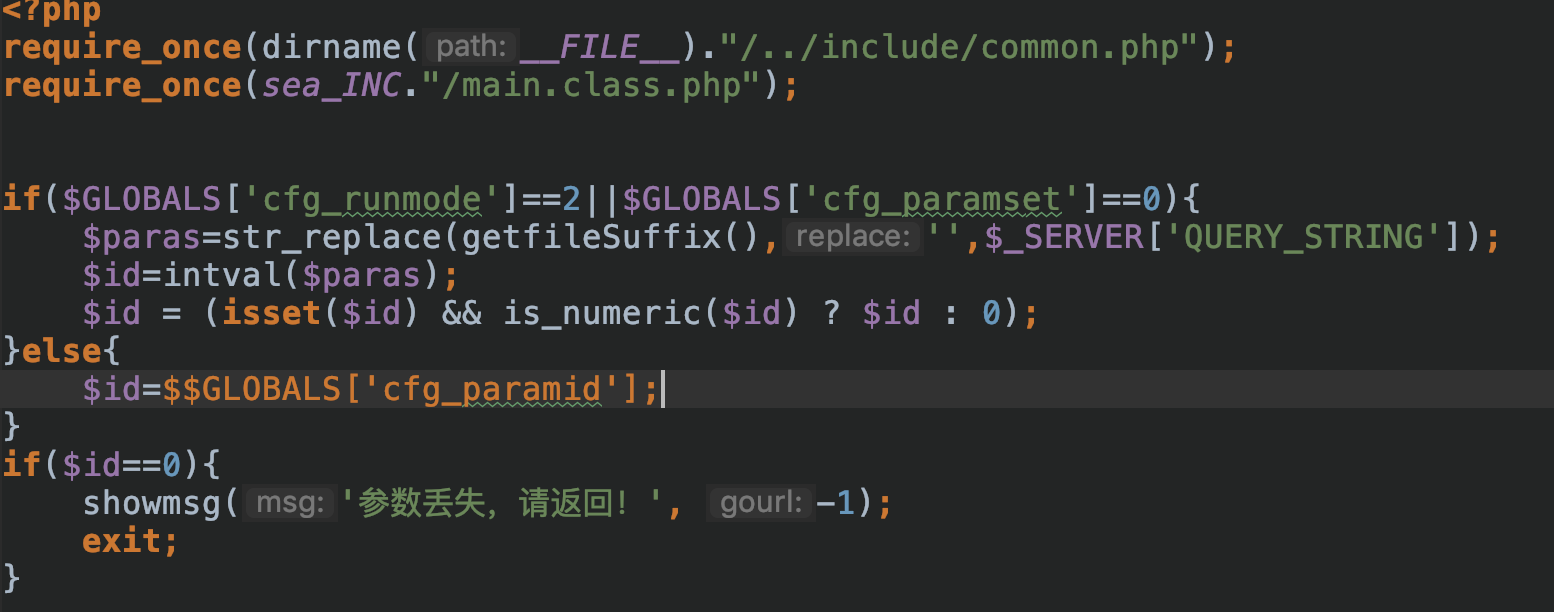 <?php
require_once(dirname( path: __FILE__)."/../include/common.php");
require_once(sea_INC."/main.class.php");
if($GLOBALS['cfg_runmode']==2||$GLOBALS['cfg_paramset']==0){
$paras=str_replace(getfileSuffix(), replace: '',$_SERVER['QUERY_STRING']);
$id=intval($paras);
$id = (isset($id) && is_numeric($id) ? $id : 0);
}else{
$id=$$GLOBALS['cfg_paramid'];
}
if($id==0){
showmsg( msg: '参数丢失，请返回！', gourl: -1);
exit;
}